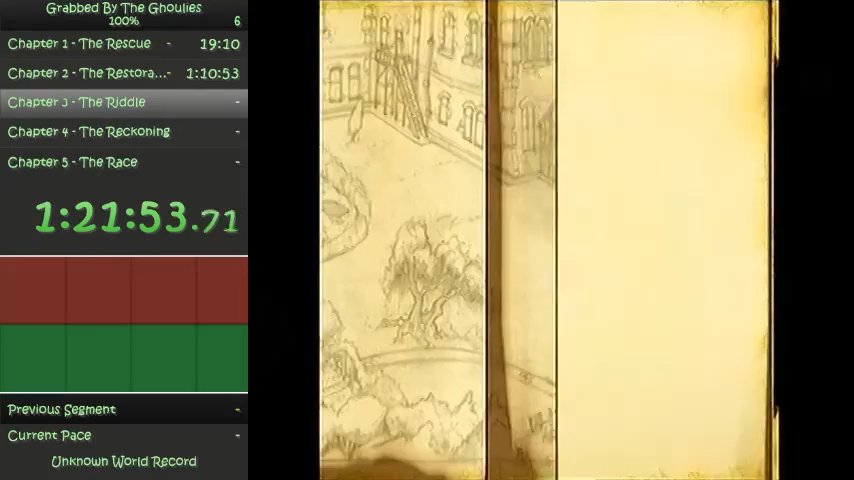 Grabbed By The Ghoulies
100% 6
Chapter 1 - The Rescue - 19:10
Chapter 2 - The Restora...- 1:10:53
Chapter 3 - The Riddle -
Chapter 4 - The Reckoning -
Chapter 5 - The Race -
1:21:53.71
Previous Segment -
Current Pace -
Unknown World Record